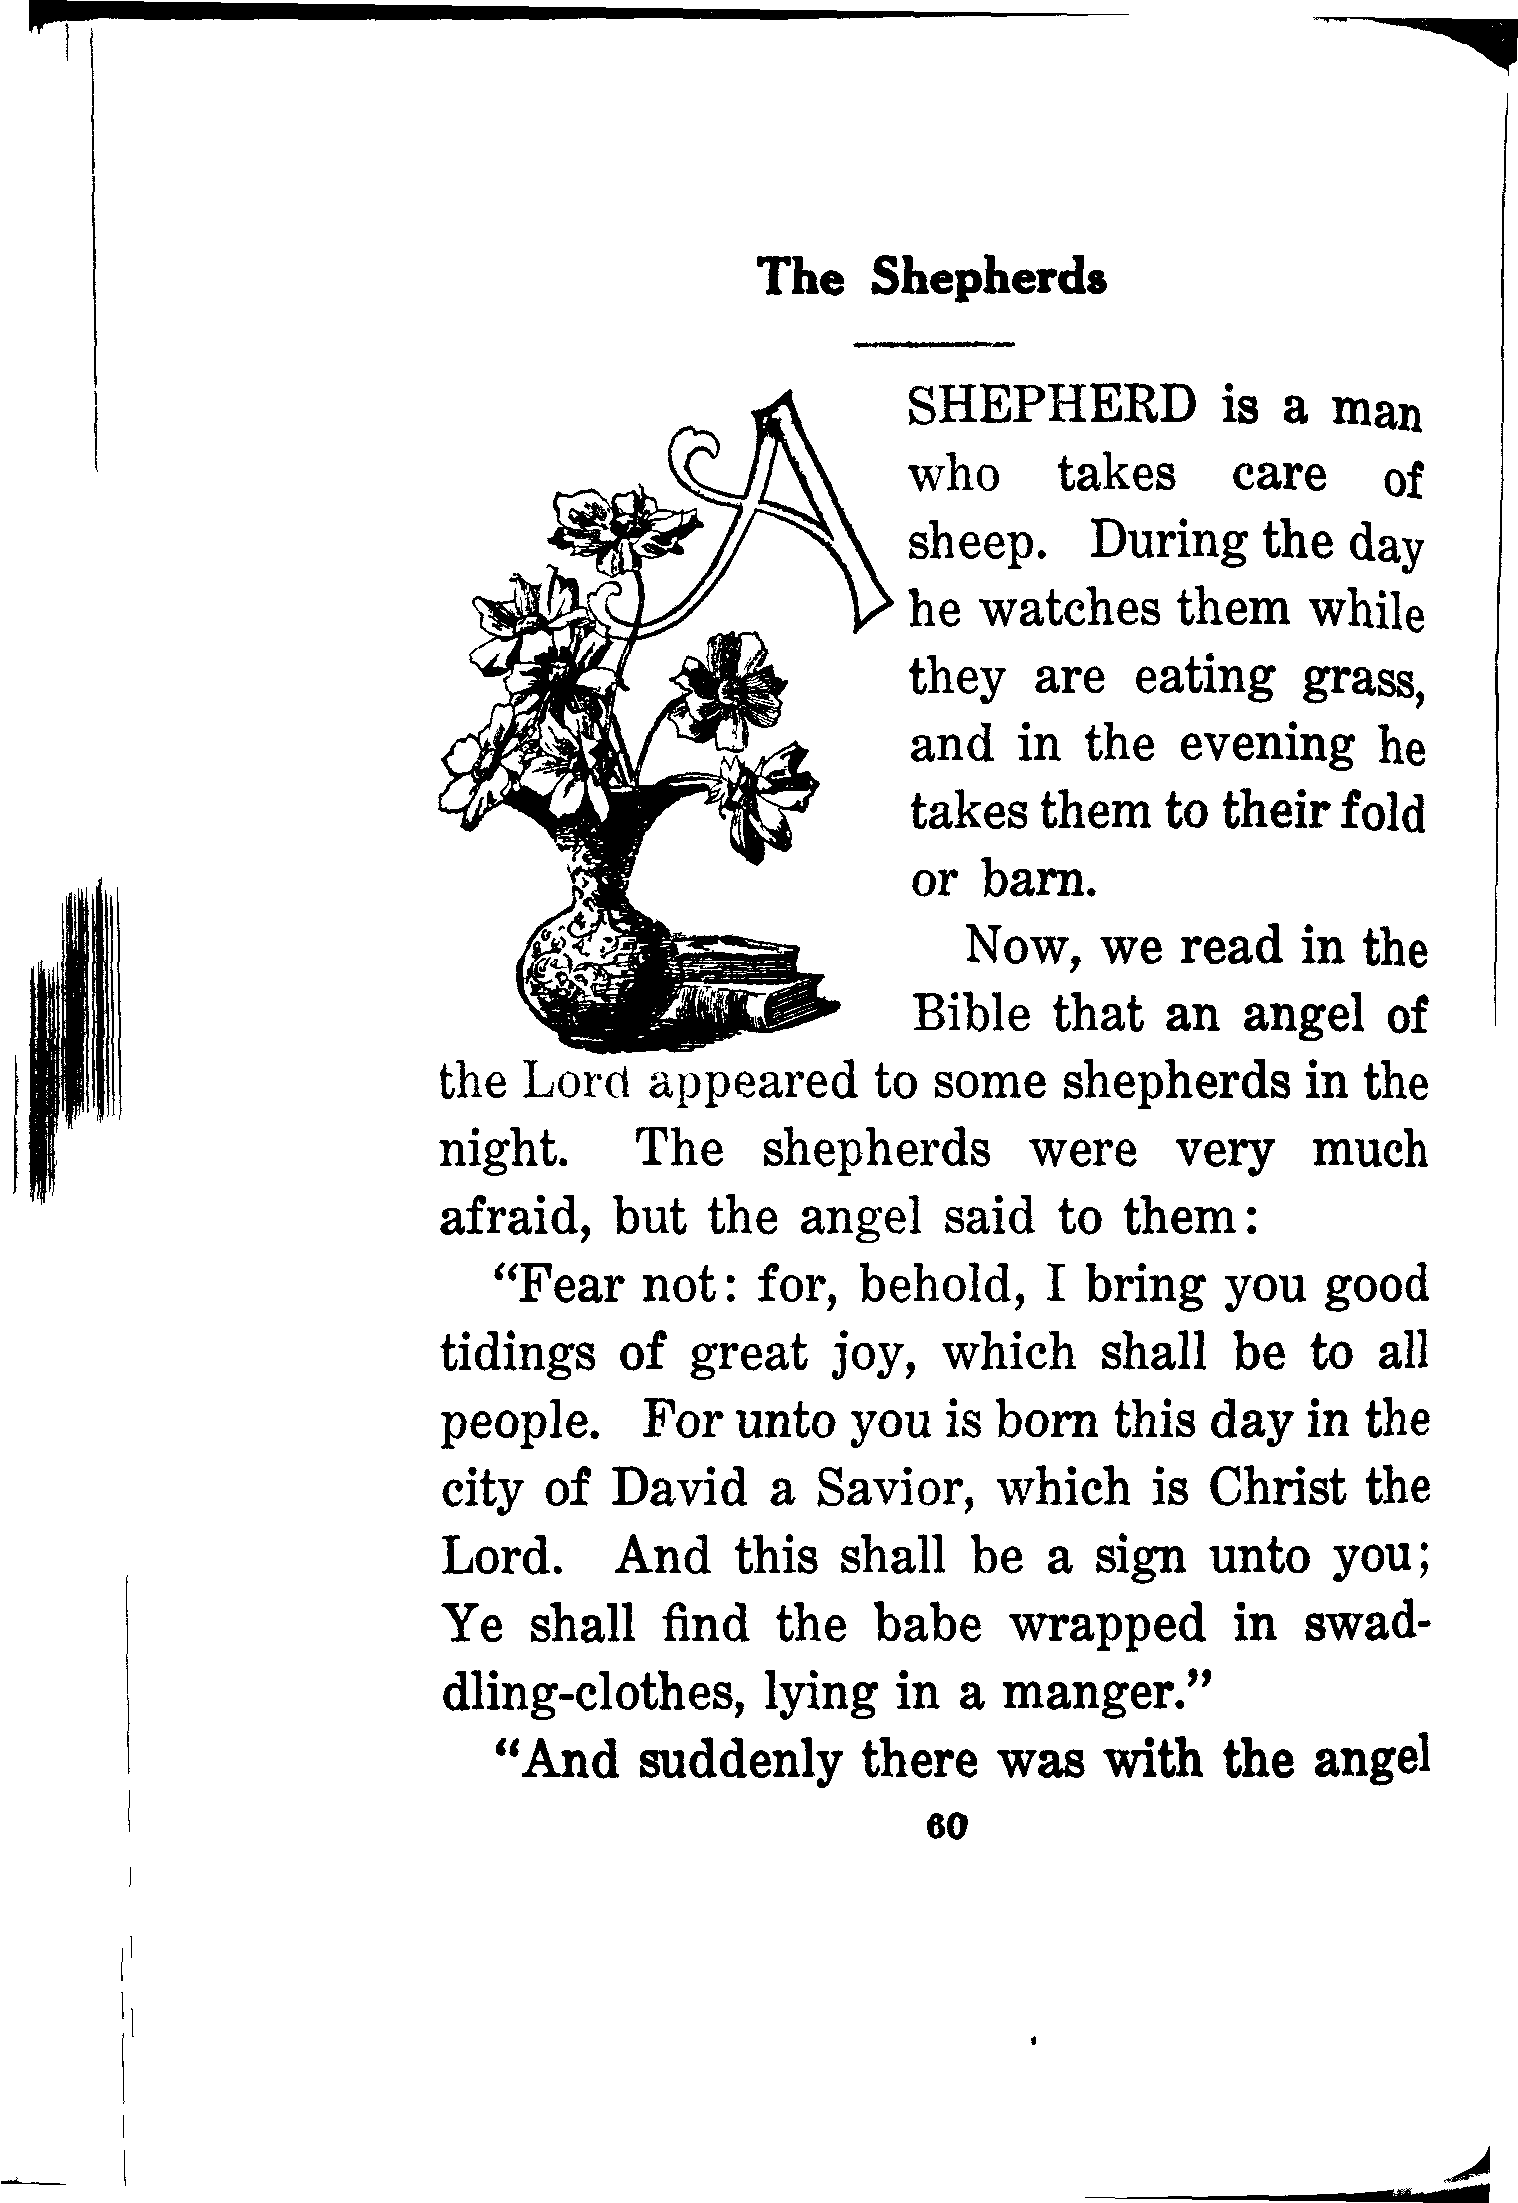 The Shepherds
A SHEPHERD is a man
who takes care of
sheep. During the day
he watches them while
they are eating grass,
and in the evening he
takes them to their fold
or barn.
Now, we read in the
Bible that an angel of
the Lord appeared to some shepherds in the
night. The shepherds were very much
afraid, but the angel said to them:
“Fear not: for, behold, I bring you good
tidings of great joy, which shall be to all
people. For unto you is born this day in the
city of David a Savior, which is Christ the
Lord. And this shall be a sign unto you;
Ye shall find the babe wrapped in swad-
dling-clothes, lying in a manger.”
“And suddenly there was with the angel
60